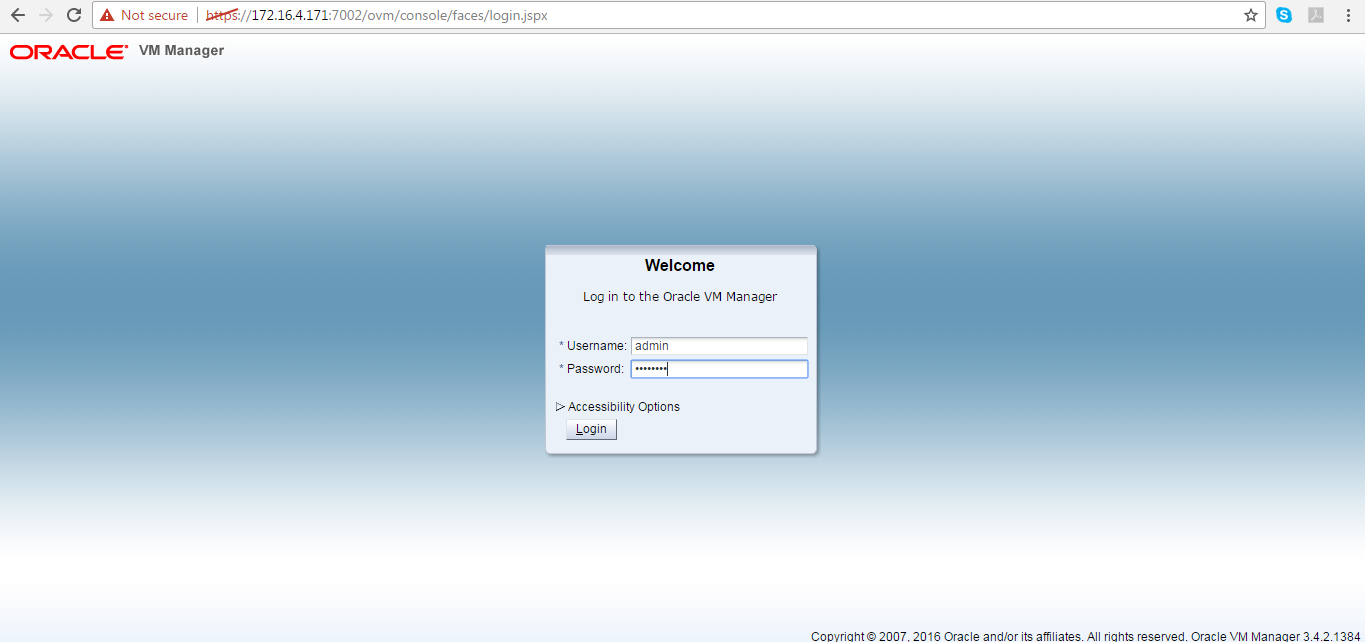 Not secure | https://172.16.4.171:7002/ovm/console/faces/login.jspx
ORACLE® VM Manager
Welcome
Log in to the Oracle VM Manager
* Username: admin
* Password: ••••••••
Accessibility Options
Login
Copyright © 2007, 2016 Oracle and/or its affiliates. All rights reserved. Oracle VM Manager 3.4.2.1384